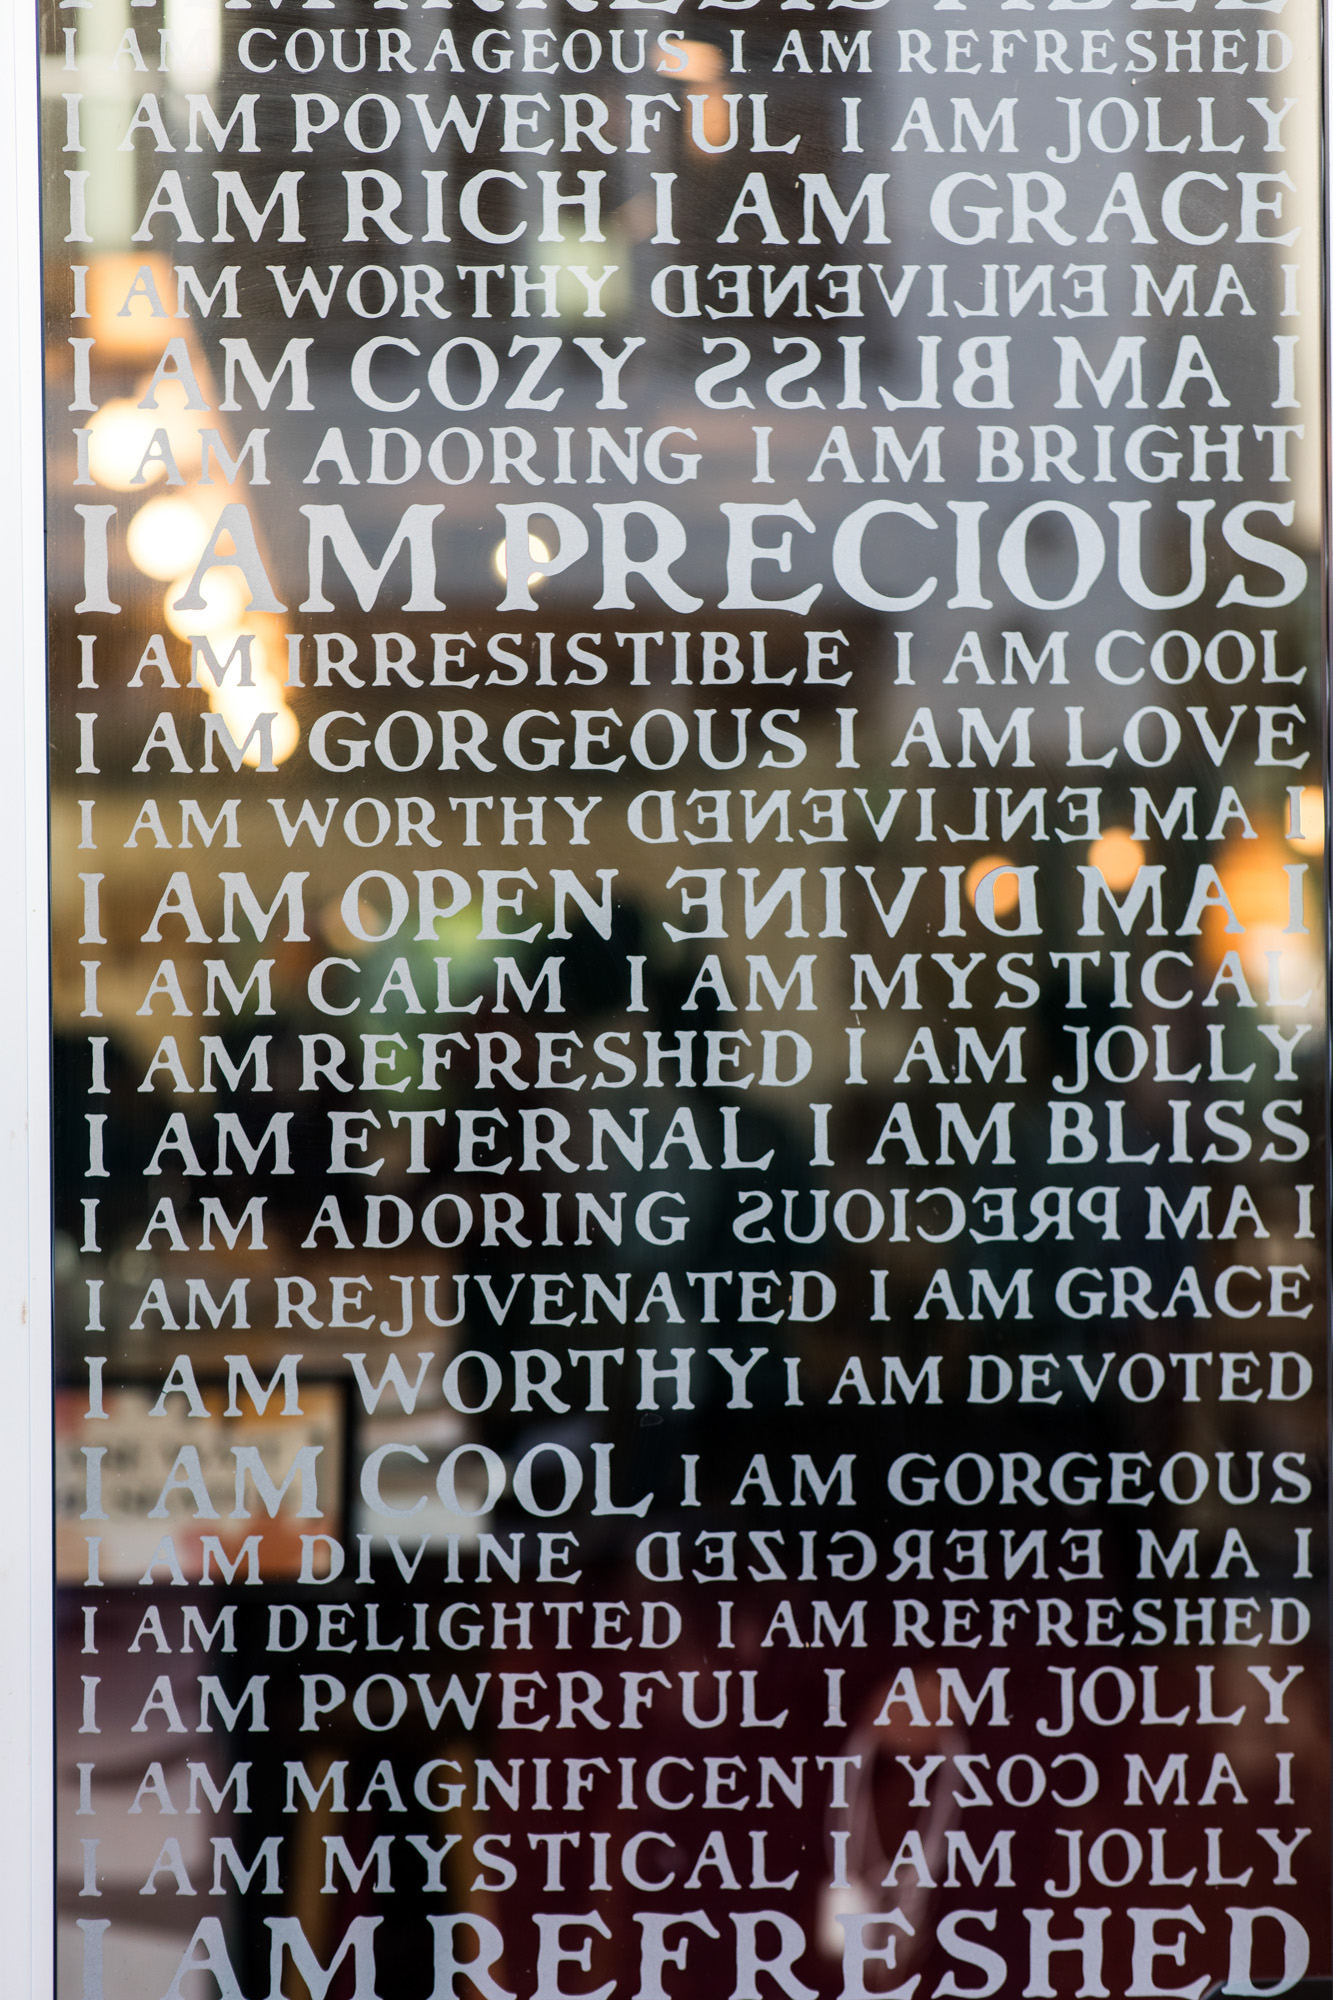 I AM IRRESISTIBLE
I AM COURAGEOUS I AM REFRESHED
I AM POWERFUL I AM JOLLY
I AM RICH I AM GRACE
I AM WORTHY I AM ENLIVENED
I AM COZY I AM BLISS
I AM ADORING I AM BRIGHT
I AM PRECIOUS
I AM IRRESISTIBLE I AM COOL
I AM GORGEOUS I AM LOVE
I AM WORTHY I AM ENLIVENED
I AM OPEN I AM DIVINE
I AM CALM I AM MYSTICAL
I AM REFRESHED I AM JOLLY
I AM ETERNAL I AM BLISS
I AM ADORING I AM PRECIOUS
I AM REJUVENATED I AM GRACE
I AM WORTHY I AM DEVOTED
I AM COOL I AM GORGEOUS
I AM DIVINE I AM ENERGIZED
I AM DELIGHTED I AM REFRESHED
I AM POWERFUL I AM JOLLY
I AM MAGNIFICENT I AM COZY
I AM MYSTICAL I AM JOLLY
I AM REFRESHED